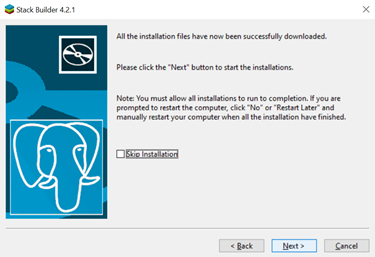 Stack Builder 4.2.1
All the installation files have now been successfully downloaded.
Please click the "Next" button to start the installations.
Note: You must allow all installations to run to completion. If you are
prompted to restart the computer, click "No" or "Restart Later" and
manually restart your computer when all the installation have finished.
Skip Installation
< Back
Next >
Cancel